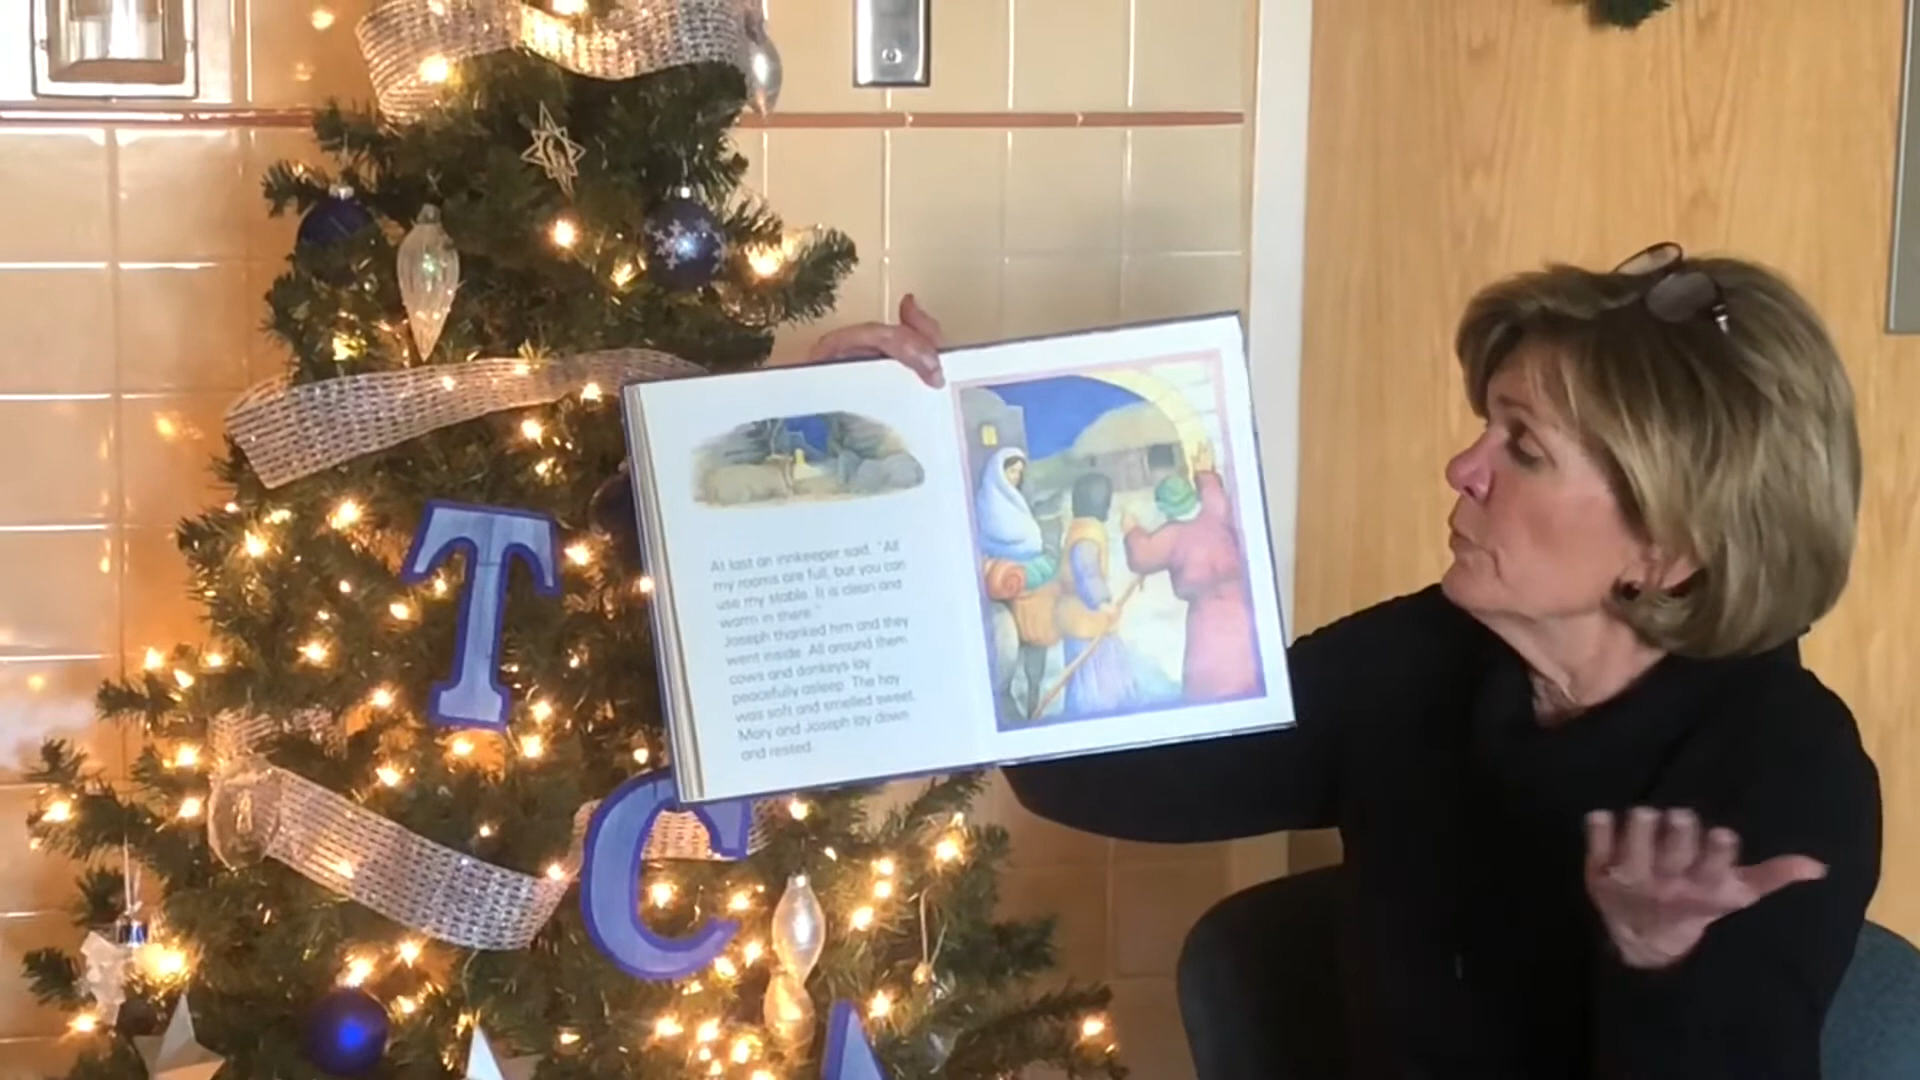 At last an innkeeper said, "All
my rooms are full, but you can
use my stable. It is clean and
warm in there."
Joseph thanked him and they
went inside. All around them
cows and donkeys lay
peacefully asleep. The hay
was soft and smelled sweet.
Mary and Joseph lay down
and rested.
T
C
A